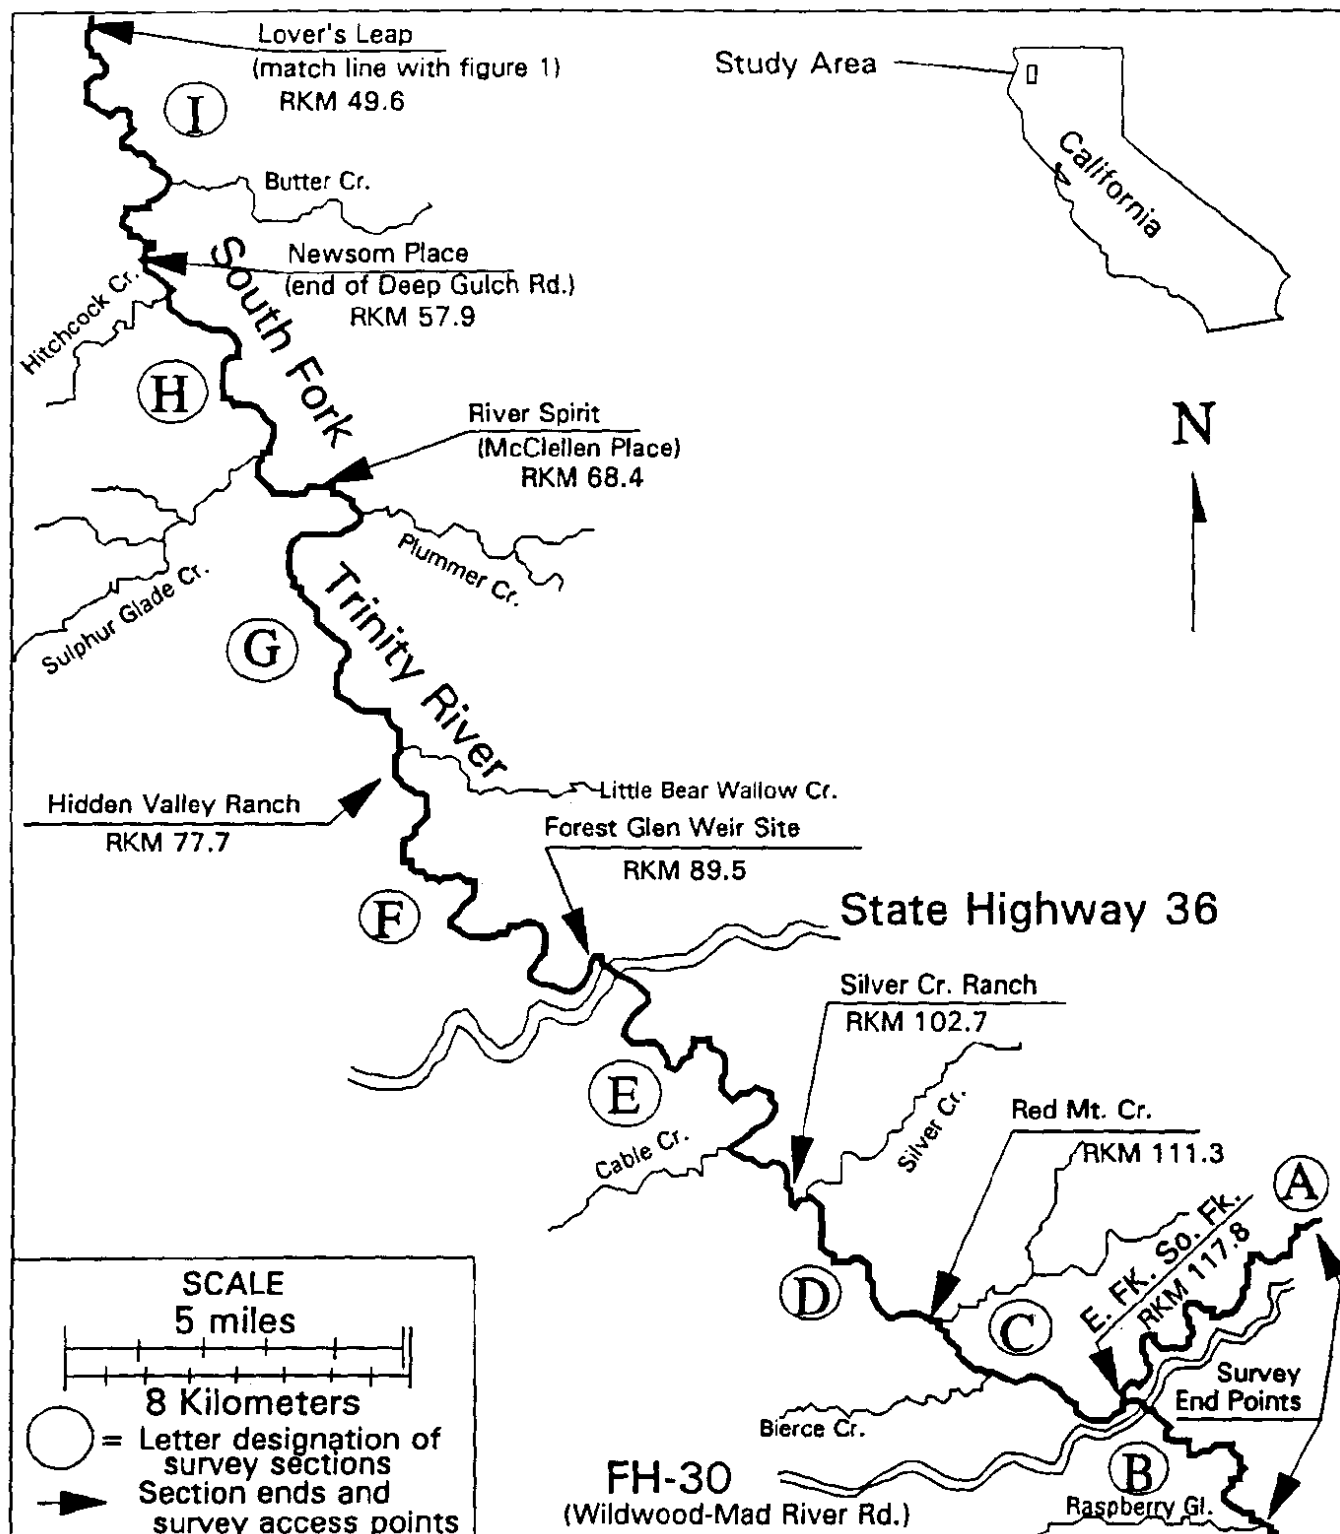 Lover's Leap
(match line with figure 1)
RKM 49.6
Study Area
California
I
Butter Cr.
Newsom Place
(end of Deep Gulch Rd.)
RKM 57.9
Hitchcock Cr.
South Fork
H
River Spirit
(McClellen Place)
RKM 68.4
N
Plummer Cr.
Sulphur Glade Cr.
G
Trinity River
Little Bear Wallow Cr.
Hidden Valley Ranch
RKM 77.7
Forest Glen Weir Site
RKM 89.5
F
State Highway 36
Silver Cr. Ranch
RKM 102.7
E
Cable Cr.
Silver Cr.
Red Mt. Cr.
RKM 111.3
A
E. FK. So. Fk.
RKM 117.8
D
C
Survey
End Points
Bierce Cr.
B
FH-30
(Wildwood-Mad River Rd.)
Raspberry Gl.
SCALE
5 miles
8 Kilometers
= Letter designation of
survey sections
Section ends and
survey access points